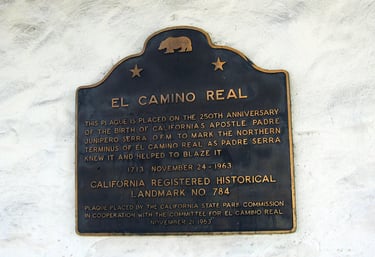 EL CAMINO REAL
THIS PLAQUE IS PLACED ON THE 250TH ANNIVERSARY
OF THE BIRTH OF CALIFORNIA'S APOSTLE, PADRE
JUNIPERO SERRA, O.F.M. TO MARK THE NORTHERN
TERMINUS OF EL CAMINO REAL AS PADRE SERRA
KNEW IT AND HELPED TO BLAZE IT.
1713 NOVEMBER 24 - 1963
CALIFORNIA REGISTERED HISTORICAL
LANDMARK NO. 784
PLAQUE PLACED BY THE CALIFORNIA STATE PARK COMMISSION
IN COOPERATION WITH THE COMMITTEE FOR EL CAMINO REAL
NOVEMBER 21, 1963